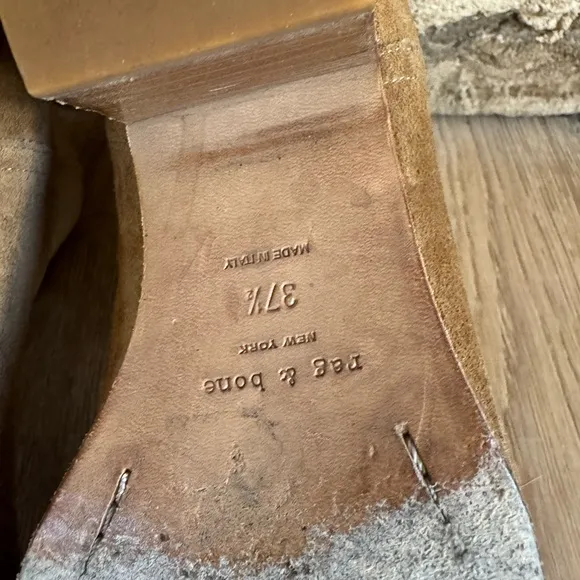 rag & bone
NEW YORK
37½
MADE IN ITALY